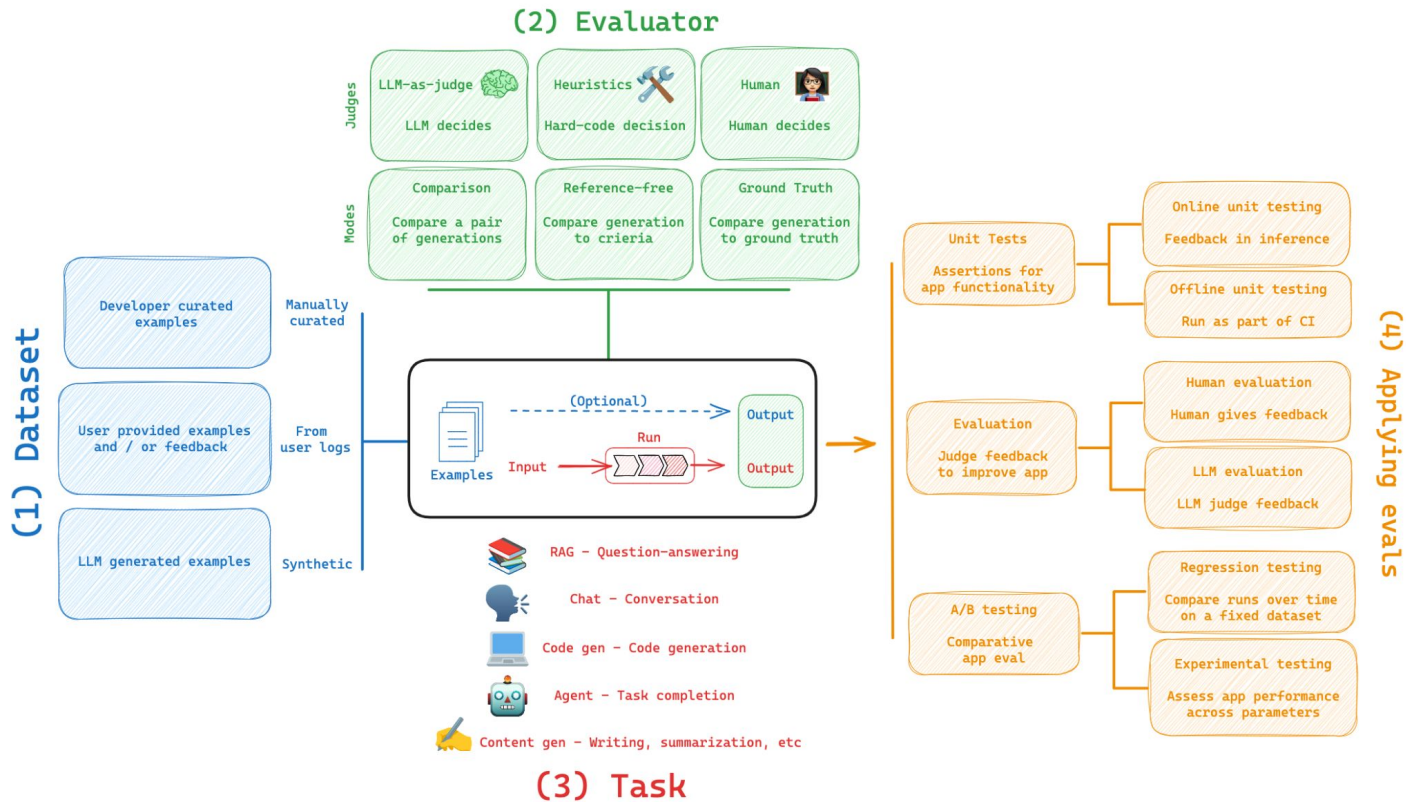 (2) Evaluator
Judges
LLM-as-judge
LLM decides
Heuristics
Hard-code decision
Human
Human decides
Modes
Comparison
Compare a pair
of generations
Reference-free
Compare generation
to crieria
Ground Truth
Compare generation
to ground truth
(1) Dataset
Developer curated
examples
Manually
curated
User provided examples
and / or feedback
From
user logs
LLM generated examples
Synthetic
Examples
(Optional)
Output
Input
Run
Output
RAG - Question-answering
Chat - Conversation
Code gen - Code generation
Agent - Task completion
Content gen - Writing, summarization, etc
(3) Task
(4) Applying evals
Unit Tests
Assertions for
app functionality
Online unit testing
Feedback in inference
Offline unit testing
Run as part of CI
Evaluation
Judge feedback
to improve app
Human evaluation
Human gives feedback
LLM evaluation
LLM judge feedback
A/B testing
Comparative
app eval
Regression testing
Compare runs over time
on a fixed dataset
Experimental testing
Assess app performance
across parameters